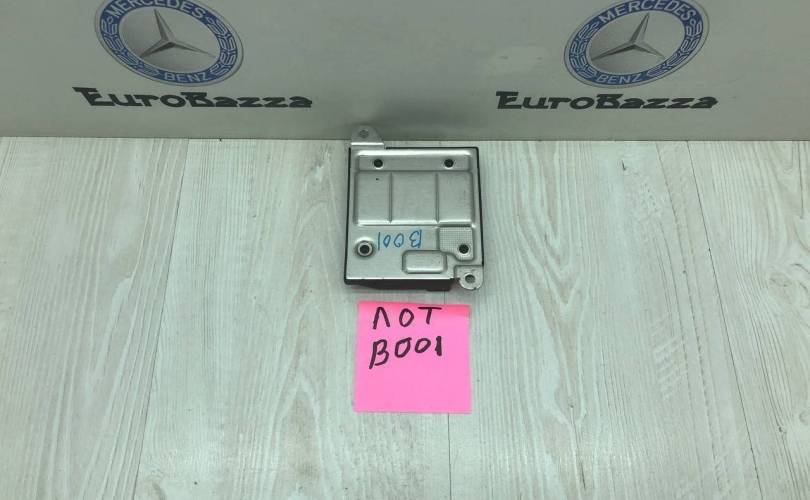 MERCEDES
BENZ
EUROBAZZA
MERCEDES
BENZ
EUROBAZZA
B001
ЛОТ
B001